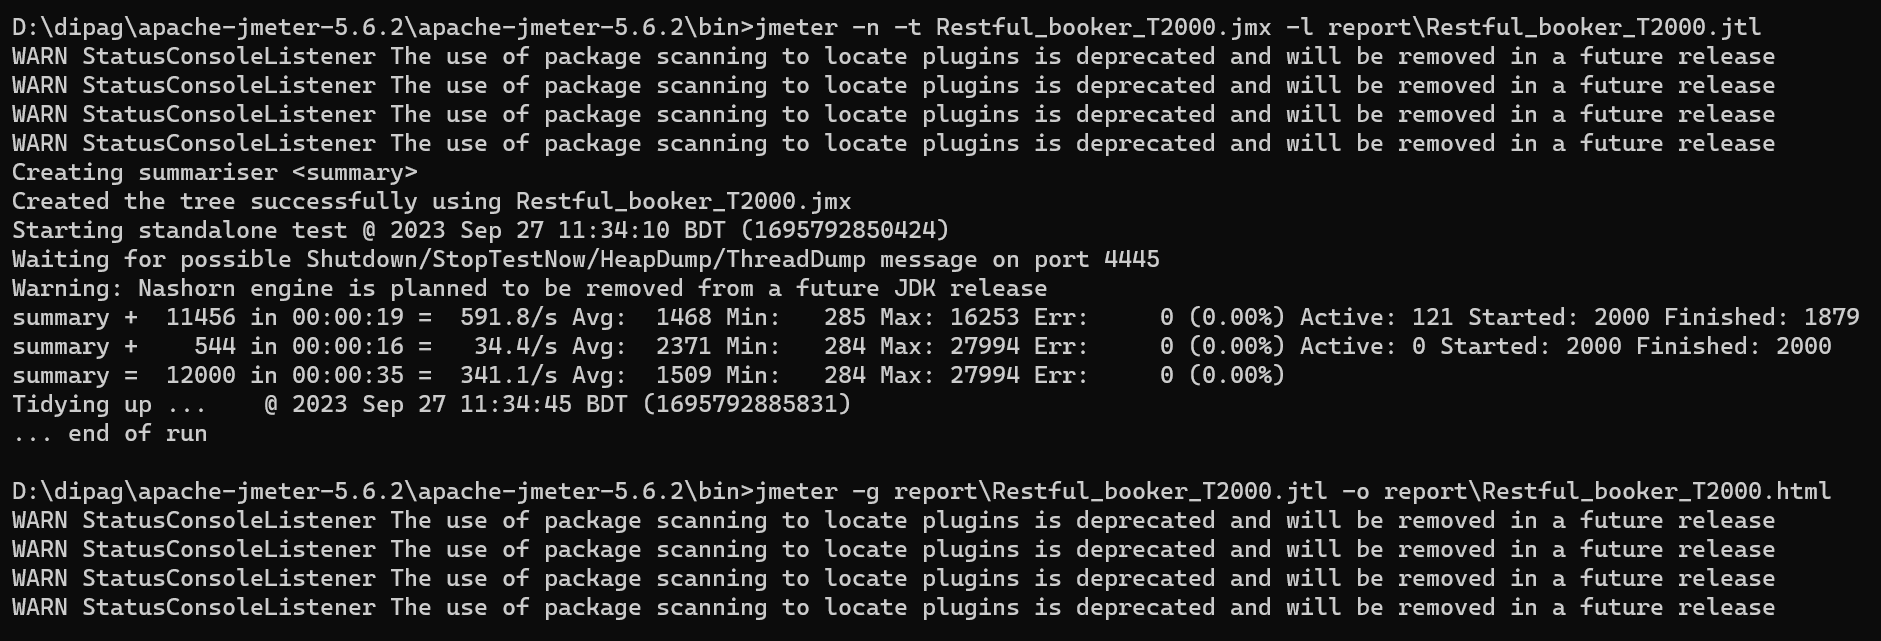 D:\dipag\apache-jmeter-5.6.2\apache-jmeter-5.6.2\bin>jmeter -n -t Restful_booker_T2000.jmx -l report\Restful_booker_T2000.jtl
WARN StatusConsoleListener The use of package scanning to locate plugins is deprecated and will be removed in a future release
WARN StatusConsoleListener The use of package scanning to locate plugins is deprecated and will be removed in a future release
WARN StatusConsoleListener The use of package scanning to locate plugins is deprecated and will be removed in a future release
WARN StatusConsoleListener The use of package scanning to locate plugins is deprecated and will be removed in a future release
Creating summariser <summary>
Created the tree successfully using Restful_booker_T2000.jmx
Starting standalone test @ 2023 Sep 27 11:34:10 BDT (1695792850424)
Waiting for possible Shutdown/StopTestNow/HeapDump/ThreadDump message on port 4445
Warning: Nashorn engine is planned to be removed from a future JDK release
summary +  11456 in 00:00:19 =  591.8/s Avg:  1468 Min:   285 Max: 16253 Err:     0 (0.00%) Active: 121 Started: 2000 Finished: 1879
summary +    544 in 00:00:16 =   34.4/s Avg:  2371 Min:   284 Max: 27994 Err:     0 (0.00%) Active: 0 Started: 2000 Finished: 2000
summary =  12000 in 00:00:35 =  341.1/s Avg:  1509 Min:   284 Max: 27994 Err:     0 (0.00%)
Tidying up ...    @ 2023 Sep 27 11:34:45 BDT (1695792885831)
... end of run
D:\dipag\apache-jmeter-5.6.2\apache-jmeter-5.6.2\bin>jmeter -g report\Restful_booker_T2000.jtl -o report\Restful_booker_T2000.html
WARN StatusConsoleListener The use of package scanning to locate plugins is deprecated and will be removed in a future release
WARN StatusConsoleListener The use of package scanning to locate plugins is deprecated and will be removed in a future release
WARN StatusConsoleListener The use of package scanning to locate plugins is deprecated and will be removed in a future release
WARN StatusConsoleListener The use of package scanning to locate plugins is deprecated and will be removed in a future release